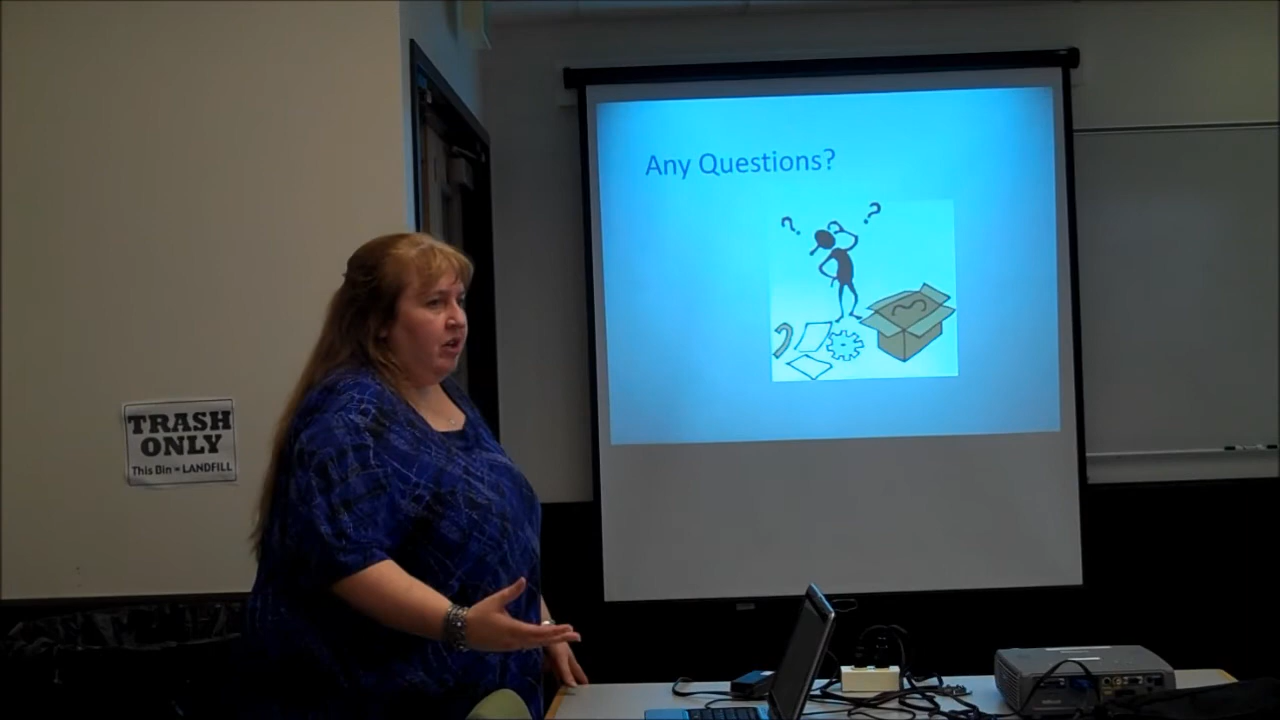 Any Questions?
? ?
TRASH
ONLY
This Bin = LANDFILL